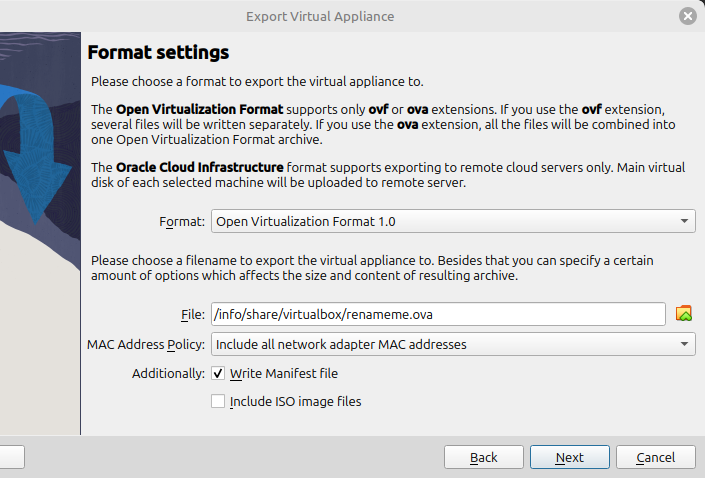 Export Virtual Appliance
Format settings
Please choose a format to export the virtual appliance to.
The Open Virtualization Format supports only ovf or ova extensions. If you use the ovf extension,
several files will be written separately. If you use the ova extension, all the files will be combined into
one Open Virtualization Format archive.
The Oracle Cloud Infrastructure format supports exporting to remote cloud servers only. Main virtual
disk of each selected machine will be uploaded to remote server.
Format: Open Virtualization Format 1.0
Please choose a filename to export the virtual appliance to. Besides that you can specify a certain
amount of options which affects the size and content of resulting archive.
File: /info/share/virtualbox/renameme.ova
MAC Address Policy: Include all network adapter MAC addresses
Additionally: Write Manifest file
Include ISO image files
Back Next Cancel